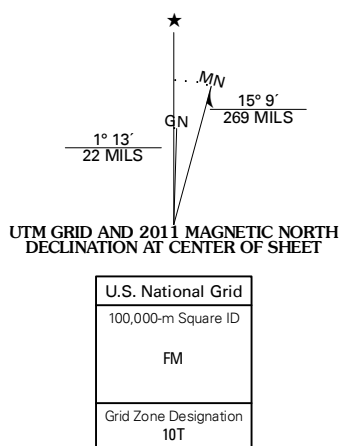 MN
GN
15° 9´
269 MILS
1° 13´
22 MILS
UTM GRID AND 2011 MAGNETIC NORTH
DECLINATION AT CENTER OF SHEET
U.S. National Grid
100,000-m Square ID
FM
Grid Zone Designation
10T